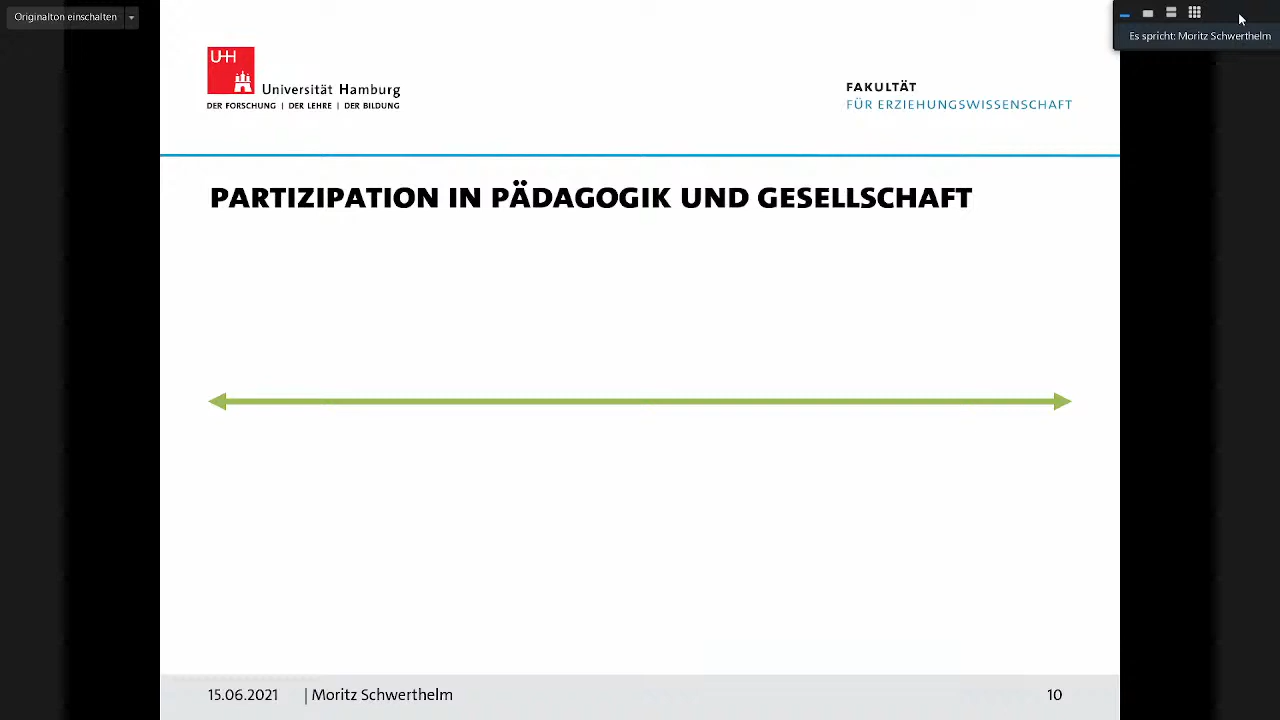 Originalton einschalten
Es spricht: Moritz Schwerthelm
UHH
Universität Hamburg
DER FORSCHUNG | DER LEHRE | DER BILDUNG
FAKULTÄT
FÜR ERZIEHUNGSWISSENSCHAFT
PARTIZIPATION IN PÄDAGOGIK UND GESELLSCHAFT
15.06.2021 | Moritz Schwerthelm 10